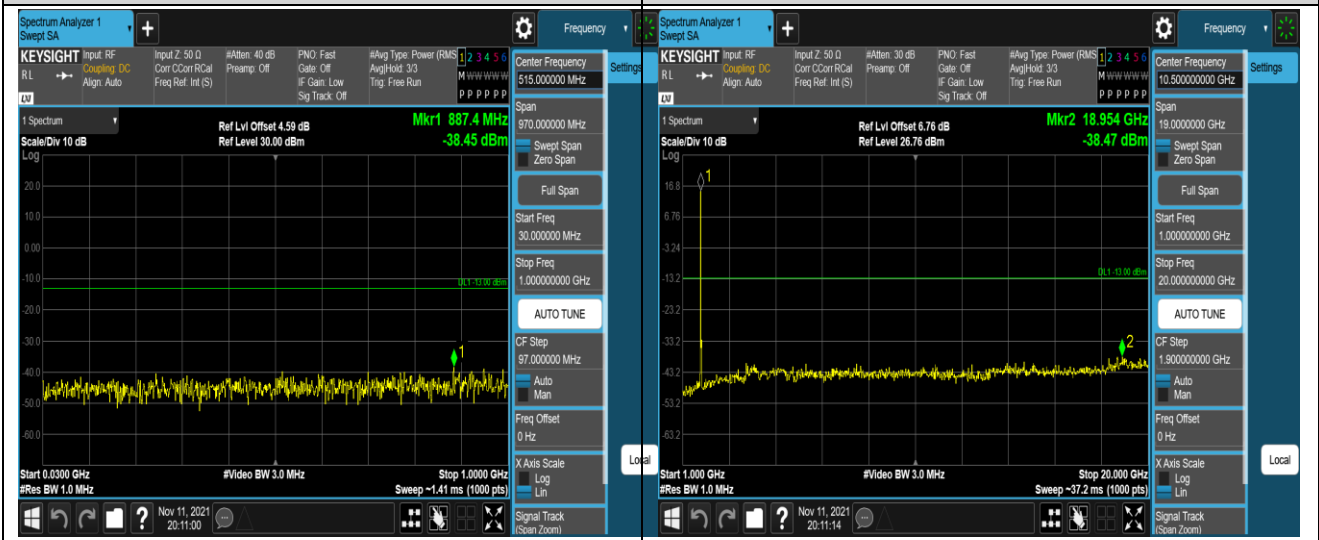 Spectrum Analyzer 1
Swept SA
+
Frequency
KEYSIGHT
RL
LXI
Input: RF
Coupling: DC
Align: Auto
Input Z: 50 Ω
Corr CCorr RCal
Freq Ref: Int (S)
#Atten: 40 dB
Preamp: Off
PNO: Fast
Gate: Off
IF Gain: Low
Sig Track: Off
#Avg Type: Power (RMS
Avg|Hold: 3/3
Trig: Free Run
1 2 3 4 5 6
M W W W W W
P P P P P P
Center Frequency
515.000000 MHz
Settings
1 Spectrum
Scale/Div 10 dB
Log
Ref Lvl Offset 4.59 dB
Ref Level 30.00 dBm
Mkr1 887.4 MHz
-38.45 dBm
Span
970.000000 MHz
Swept Span
Zero Span
Full Span
Start Freq
30.000000 MHz
Stop Freq
1.000000000 GHz
AUTO TUNE
CF Step
97.000000 MHz
Auto
Man
Freq Offset
0 Hz
X Axis Scale
Log
Lin
Signal Track
(Span Zoom)
Local
20.0
10.0
0.00
-10.0
DL1 -13.00 dBm
-20.0
-30.0
1
-40.0
-50.0
-60.0
Start 0.0300 GHz
#Res BW 1.0 MHz
#Video BW 3.0 MHz
Stop 1.0000 GHz
Sweep ~1.41 ms (1000 pts)
?
Nov 11, 2021
20:11:00
Spectrum Analyzer 1
Swept SA
+
Frequency
KEYSIGHT
RL
LXI
Input: RF
Coupling: DC
Align: Auto
Input Z: 50 Ω
Corr CCorr RCal
Freq Ref: Int (S)
#Atten: 30 dB
Preamp: Off
PNO: Fast
Gate: Off
IF Gain: Low
Sig Track: Off
#Avg Type: Power (RMS
Avg|Hold: 3/3
Trig: Free Run
1 2 3 4 5 6
M W W W W W
P P P P P P
Center Frequency
10.500000000 GHz
Settings
1 Spectrum
Scale/Div 10 dB
Log
Ref Lvl Offset 6.76 dB
Ref Level 26.76 dBm
Mkr2 18.954 GHz
-38.47 dBm
Span
19.0000000 GHz
Swept Span
Zero Span
Full Span
Start Freq
1.000000000 GHz
Stop Freq
20.000000000 GHz
AUTO TUNE
CF Step
1.900000000 GHz
Auto
Man
Freq Offset
0 Hz
X Axis Scale
Log
Lin
Signal Track
(Span Zoom)
Local
1
16.8
6.76
-3.24
-13.2
DL1 -13.00 dBm
-23.2
-33.2
2
-43.2
-53.2
-63.2
Start 1.000 GHz
#Res BW 1.0 MHz
#Video BW 3.0 MHz
Stop 20.000 GHz
Sweep ~37.2 ms (1000 pts)
?
Nov 11, 2021
20:11:14